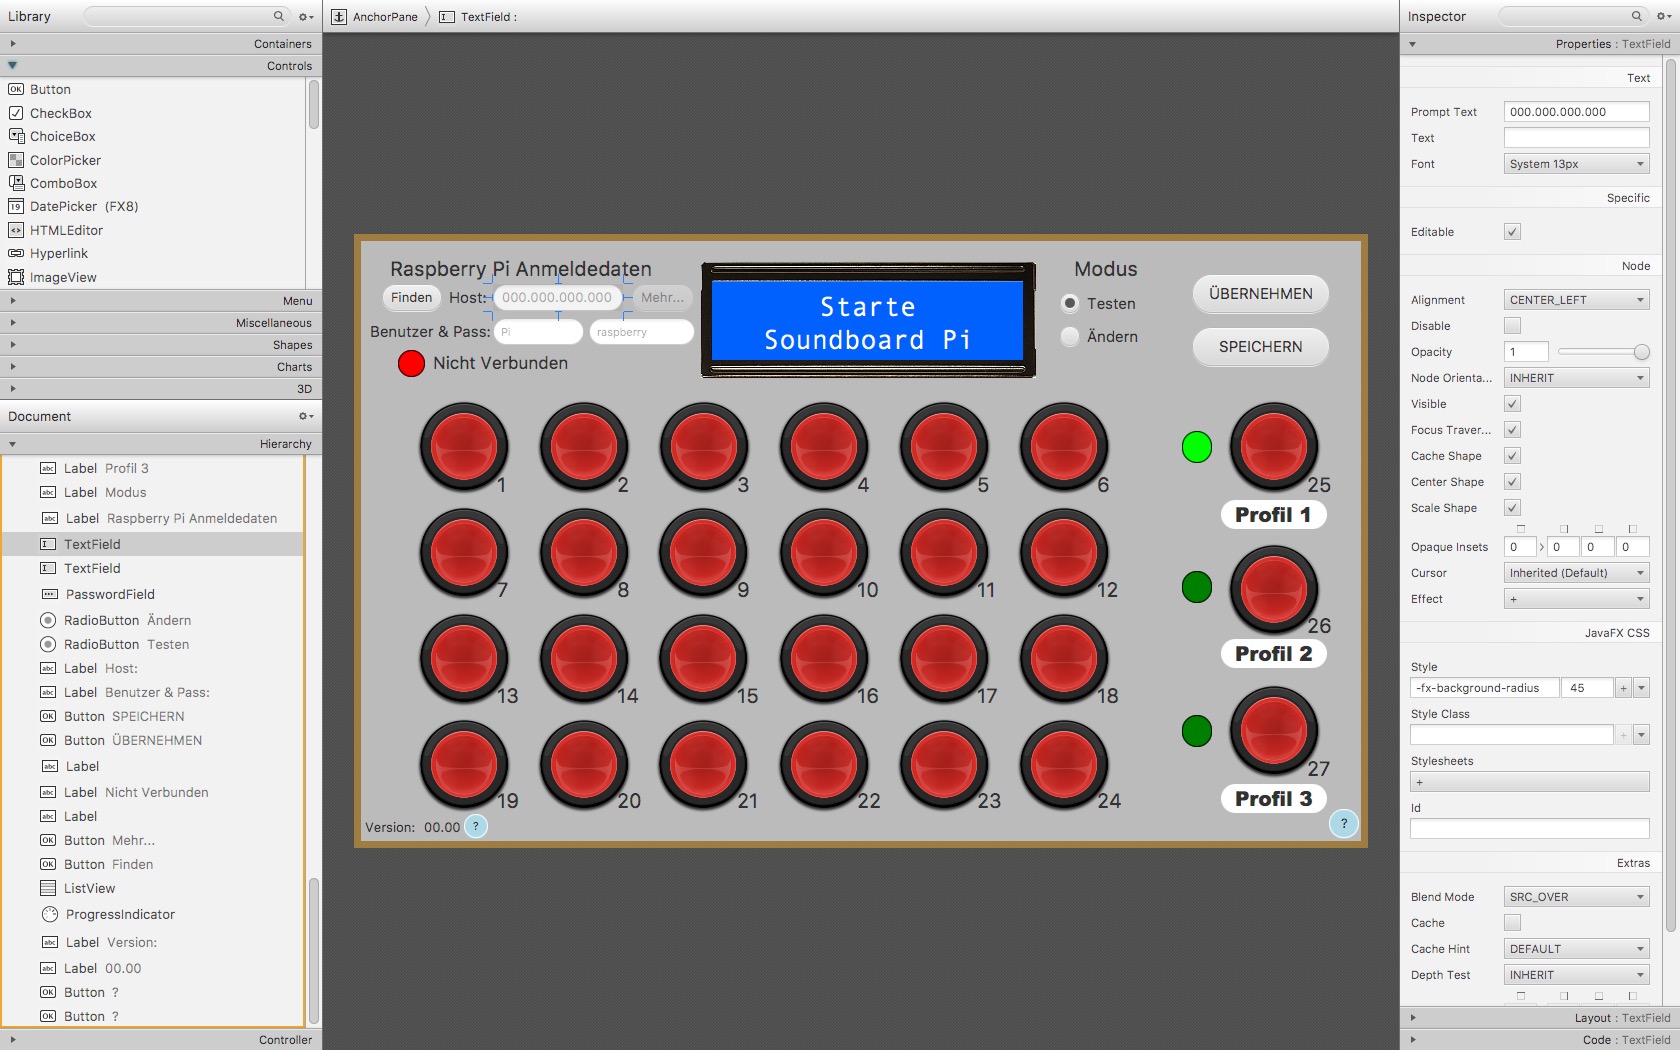 Library
Containers
Controls
Button
CheckBox
ChoiceBox
ColorPicker
ComboBox
DatePicker (FX8)
HTMLEditor
Hyperlink
ImageView
Menu
Miscellaneous
Shapes
Charts
3D
Document
Hierarchy
Label Profil 3
Label Modus
Label Raspberry Pi Anmeldedaten
TextField
TextField
PasswordField
RadioButton Ändern
RadioButton Testen
Label Host:
Label Benutzer & Pass:
Button SPEICHERN
Button ÜBERNEHMEN
Label
Label Nicht Verbunden
Label
Button Mehr...
Button Finden
ListView
ProgressIndicator
Label Version:
Label 00.00
Button ?
Button ?
Controller
AnchorPane TextField :
Raspberry Pi Anmeldedaten
Finden Host: 000.000.000.000 Mehr...
Benutzer & Pass: Pi raspberry
Nicht Verbunden
Starte
Soundboard Pi
Modus
Testen
Ändern
ÜBERNEHMEN
SPEICHERN
1 2 3 4 5 6 25
Profil 1
7 8 9 10 11 12 26
Profil 2
13 14 15 16 17 18
19 20 21 22 23 24 27
Profil 3
Version: 00.00 ? ?
Inspector
Properties : TextField
Text
Prompt Text 000.000.000.000
Text
Font System 13px
Specific
Editable
Node
Alignment CENTER_LEFT
Disable
Opacity 1
Node Orienta... INHERIT
Visible
Focus Traver...
Cache Shape
Center Shape
Scale Shape
Opaque Insets 0 0 0 0
Cursor Inherited (Default)
Effect +
JavaFX CSS
Style
-fx-background-radius 45 +
Style Class
+
Stylesheets
+
Id
Extras
Blend Mode SRC_OVER
Cache
Cache Hint DEFAULT
Depth Test INHERIT
Layout : TextField
Code : TextField